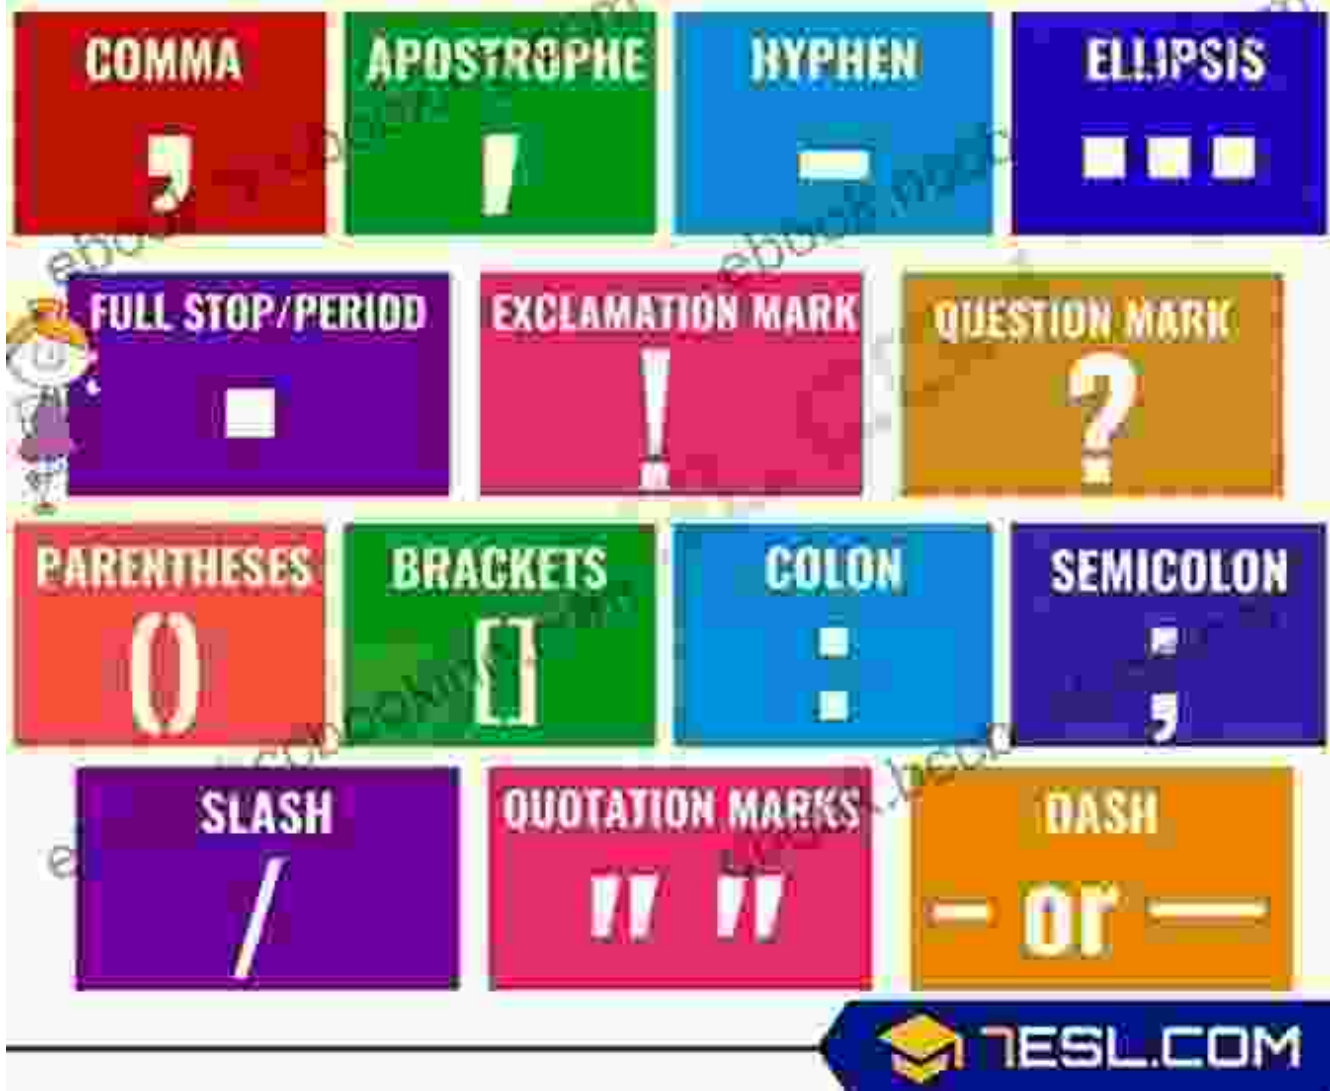 COMMA APOSTROPHE HYPHEN ELLIPSIS
, ' - ...
FULL STOP/PERIOD EXCLAMATION MARK QUESTION MARK
. ! ?
PARENTHESES BRACKETS COLON SEMICOLON
() [] : ;
SLASH QUOTATION MARKS DASH
/ " " – or —
7ESL.COM